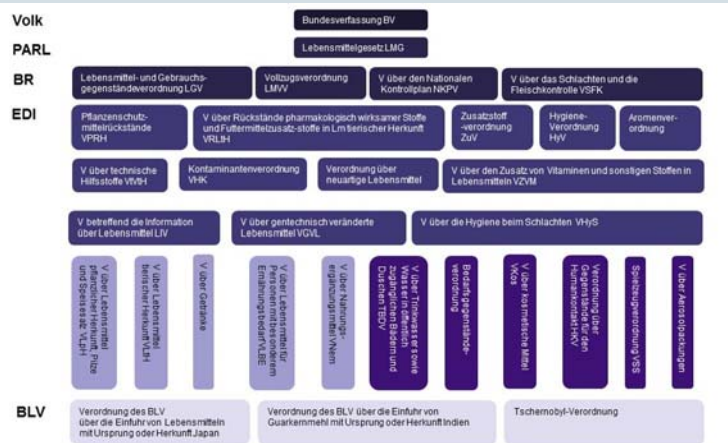 Volk
Bundesverfassung BV
PARL
Lebensmittelgesetz LMG
BR
Lebensmittel- und Gebrauchs-
gegenständeverordnung LGV
Vollzugsverordnung
LMVV
V über den Nationalen
Kontrollplan NKPV
V über das Schlachten und die
Fleischkontrolle VSFK
EDI
Pflanzenschutz
mittelrückstände
VPRH
V über Rückstände pharmakologisch wirksamer Stoffe
und Futtermittelzusatz-stoffe in Lm tierischer Herkunft
VRLtH
Zusatzstoff
-verordnung
ZuV
Hygiene-
Verordnung
HyV
Aromenver-
ordnung
V über technische
Hilfsstoffe VtVtH
Kontaminantenverordnung
VHK
Verordnung über
neuartige Lebensmittel
V über den Zusatz von Vitaminen und sonstigen Stoffen in
Lebensmitteln VZVM
V betreffend die Information
über Lebensmittel LIV
V über gentechnisch veränderte
Lebensmittel VGVL
V über die Hygiene beim Schlachten VHyS
V über Lebensmittel
pflanzlicher Herkunft, Pilze
und Speisesalz VLpH
V über Lebensmittel
tierischer Herkunft VLtH
V über Getränke
V über Lebensmittel für
Personen mit besonderem
Ernährungsbedarf VLBE
V über Nahrungs-
ergänzungsmittel VNem
V über Trinkwasser sowie
Wasser in öffentlich
zugänglichen Bädern und
Duschen TBDV
Bedarfsgegenstände-
verordnung
V über kosmetische Mittel
VKos
Verordnung über
Gegenstände für den
Humankontakt HKV
Spielzeugverordnung VSS
V über Aerosolpackungen
BLV
Verordnung des BLV
über die Einfuhr von Lebensmitteln
mit Ursprung oder Herkunft Japan
Verordnung des BLV über die Einfuhr von
Guarkernmehl mit Ursprung oder Herkunft Indien
Tschernobyl-Verordnung